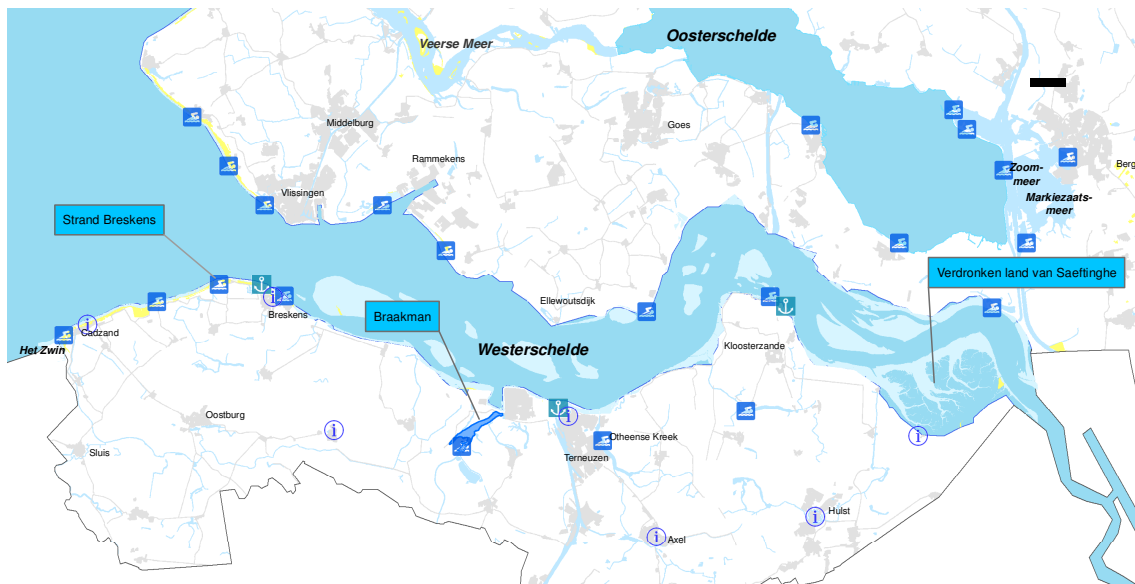 Oosterschelde
Veerse Meer
Middelburg
Goes
Rammekens
Zoom-
meer
Berg
Vlissingen
Markiezaats-
meer
Strand Breskens
Verdronken land van Saeftinghe
i
Ellewoutsdijk
Breskens
Braakman
i
Cadzand
Het Zwin
Westerschelde
Kloosterzande
Oostburg
i
i
i
Otheense Kreek
Sluis
Terneuzen
Hulst
i
i
Axel